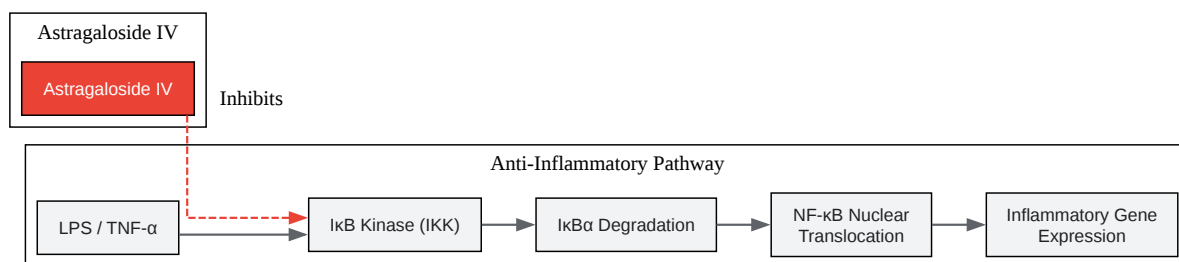 Astragaloside IV
Astragaloside IV
Inhibits
Anti-Inflammatory Pathway
LPS / TNF-α
IκB Kinase (IKK)
IκBα Degradation
NF-κB Nuclear
Translocation
Inflammatory Gene
Expression